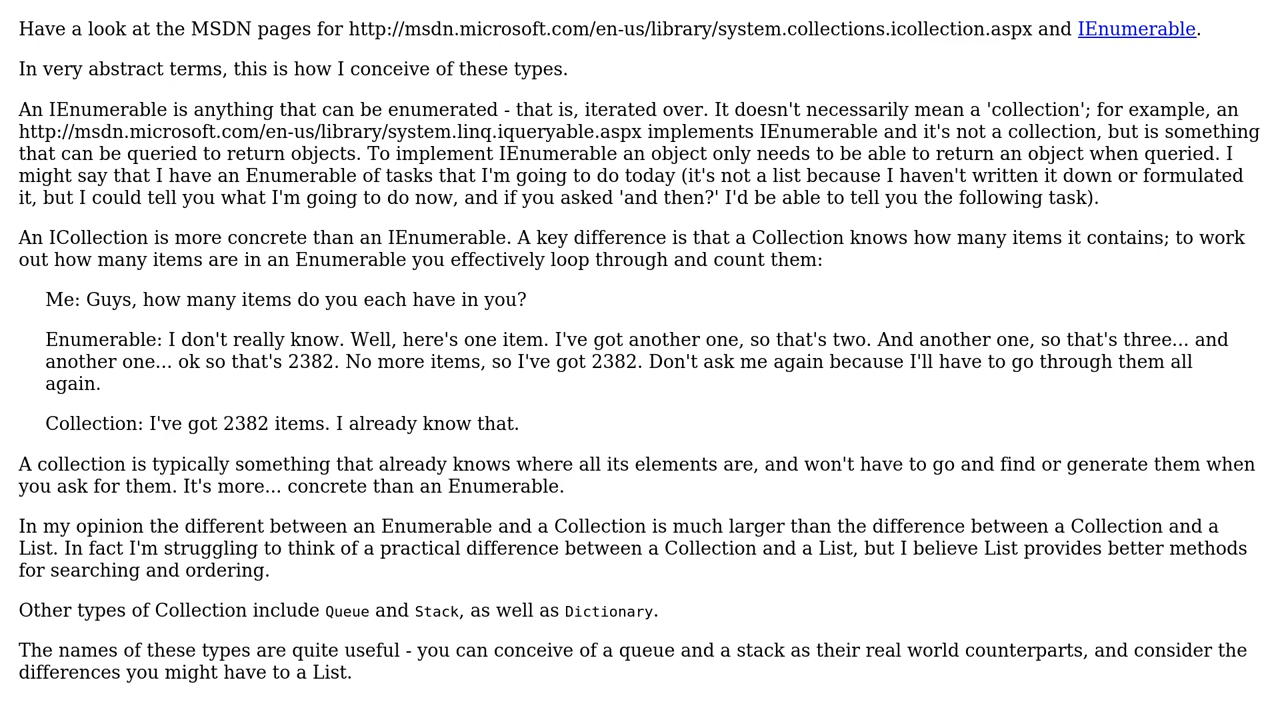 Have a look at the MSDN pages for http://msdn.microsoft.com/en-us/library/system.collections.icollection.aspx and IEnumerable.
In very abstract terms, this is how I conceive of these types.
An IEnumerable is anything that can be enumerated - that is, iterated over. It doesn't necessarily mean a 'collection'; for example, an
http://msdn.microsoft.com/en-us/library/system.linq.iqueryable.aspx implements IEnumerable and it's not a collection, but is something
that can be queried to return objects. To implement IEnumerable an object only needs to be able to return an object when queried. I
might say that I have an Enumerable of tasks that I'm going to do today (it's not a list because I haven't written it down or formulated
it, but I could tell you what I'm going to do now, and if you asked 'and then?' I'd be able to tell you the following task).
An ICollection is more concrete than an IEnumerable. A key difference is that a Collection knows how many items it contains; to work
out how many items are in an Enumerable you effectively loop through and count them:
Me: Guys, how many items do you each have in you?
Enumerable: I don't really know. Well, here's one item. I've got another one, so that's two. And another one, so that's three... and
another one... ok so that's 2382. No more items, so I've got 2382. Don't ask me again because I'll have to go through them all
again.
Collection: I've got 2382 items. I already know that.
A collection is typically something that already knows where all its elements are, and won't have to go and find or generate them when
you ask for them. It's more... concrete than an Enumerable.
In my opinion the different between an Enumerable and a Collection is much larger than the difference between a Collection and a
List. In fact I'm struggling to think of a practical difference between a Collection and a List, but I believe List provides better methods
for searching and ordering.
Other types of Collection include Queue and Stack, as well as Dictionary.
The names of these types are quite useful - you can conceive of a queue and a stack as their real world counterparts, and consider the
differences you might have to a List.